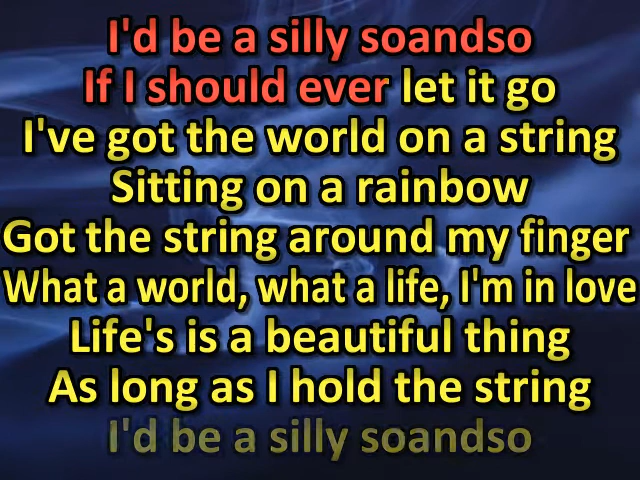 I'd be a silly soandso
If I should ever let it go
I've got the world on a string
Sitting on a rainbow
Got the string around my finger
What a world, what a life, I'm in love
Life's is a beautiful thing
As long as I hold the string
I'd be a silly soandso